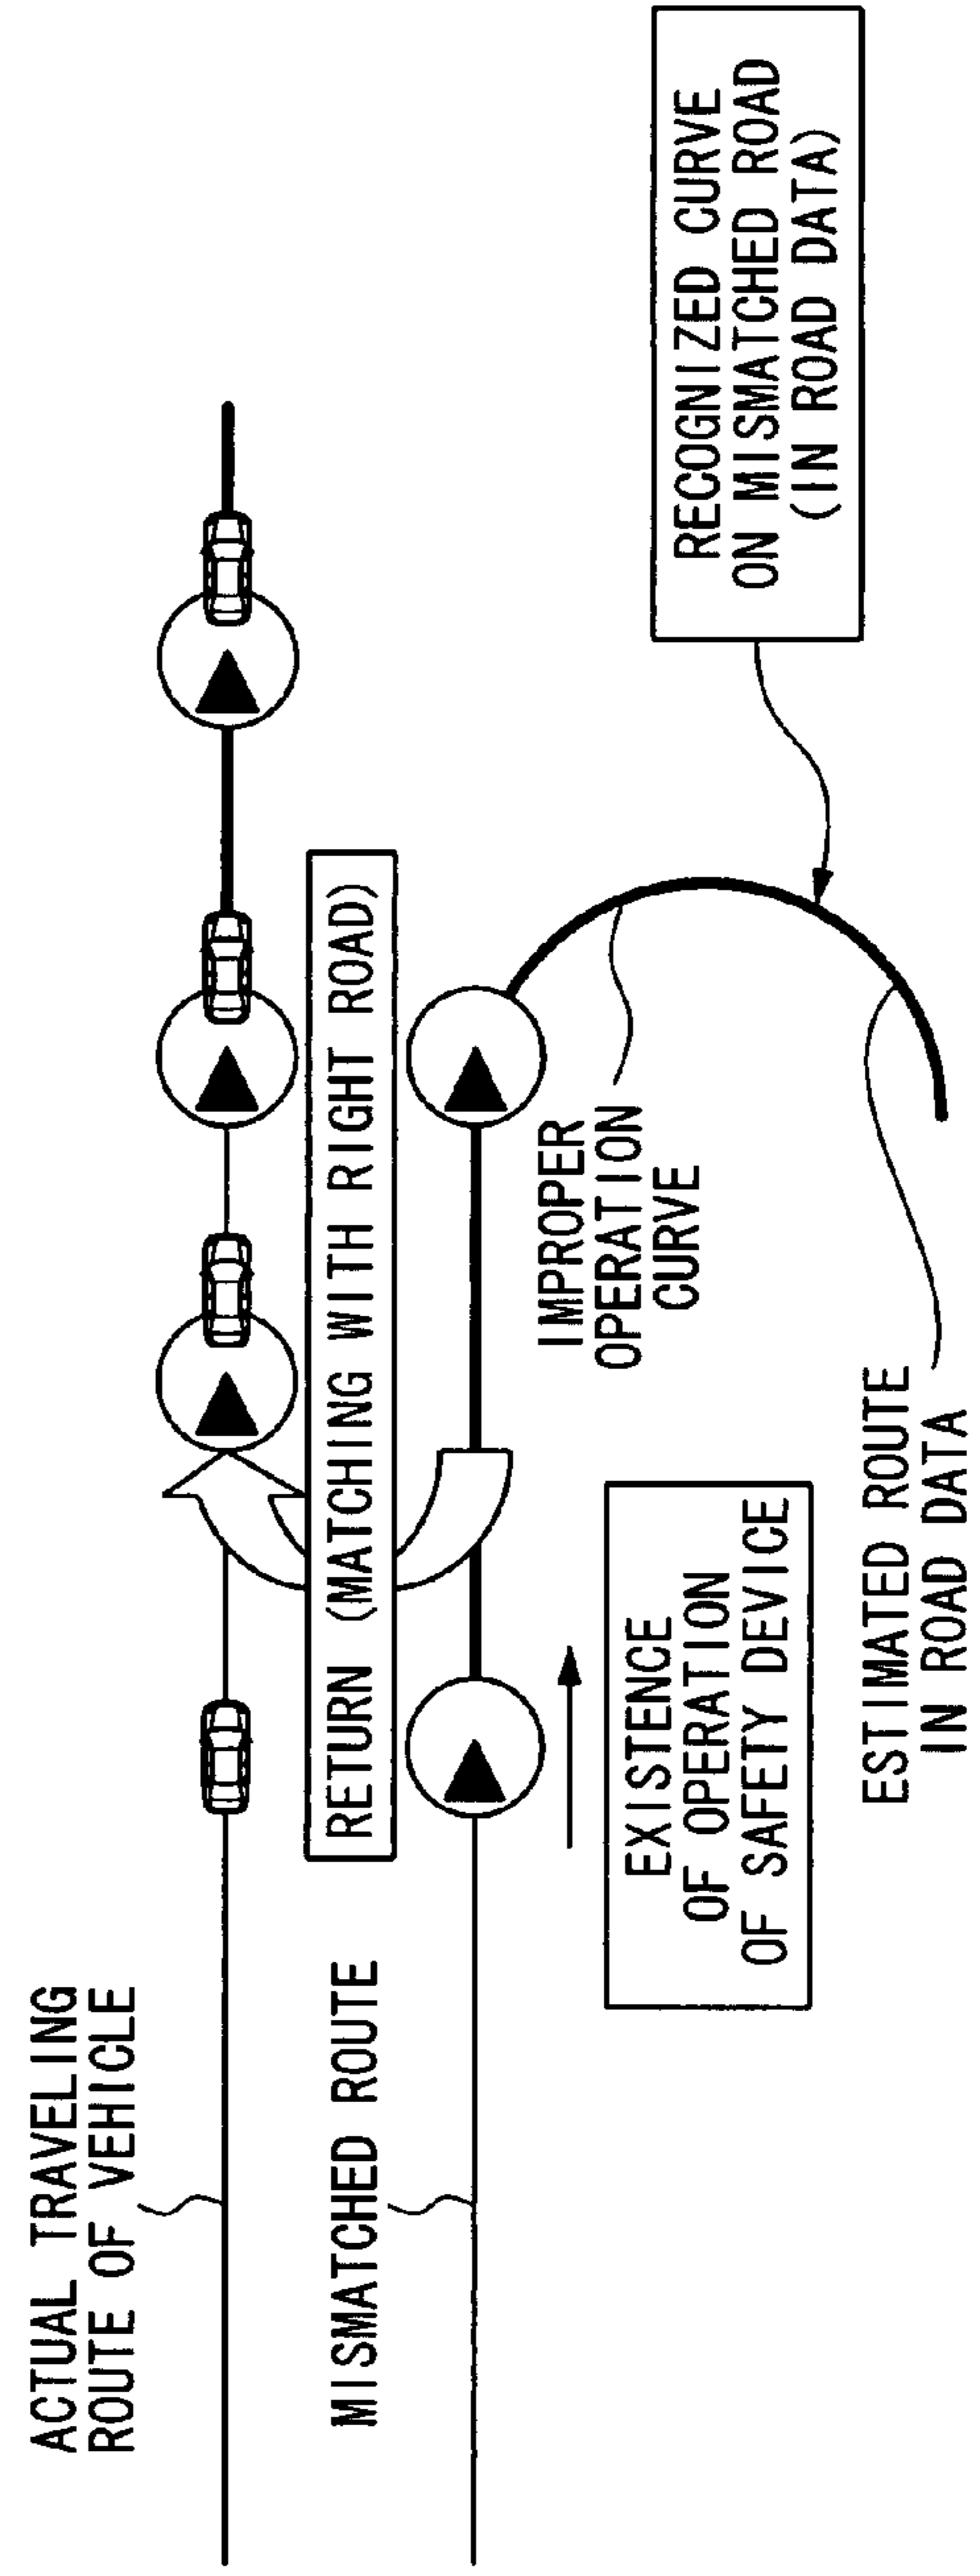 ACTUAL TRAVELING
ROUTE OF VEHICLE
MISMATCHED ROUTE
RETURN (MATCHING WITH RIGHT ROAD)
EXISTENCE
OF OPERATION
OF SAFETY DEVICE
IMPROPER
OPERATION
CURVE
ESTIMATED ROUTE
IN ROAD DATA
RECOGNIZED CURVE
ON MISMATCHED ROAD
(IN ROAD DATA)